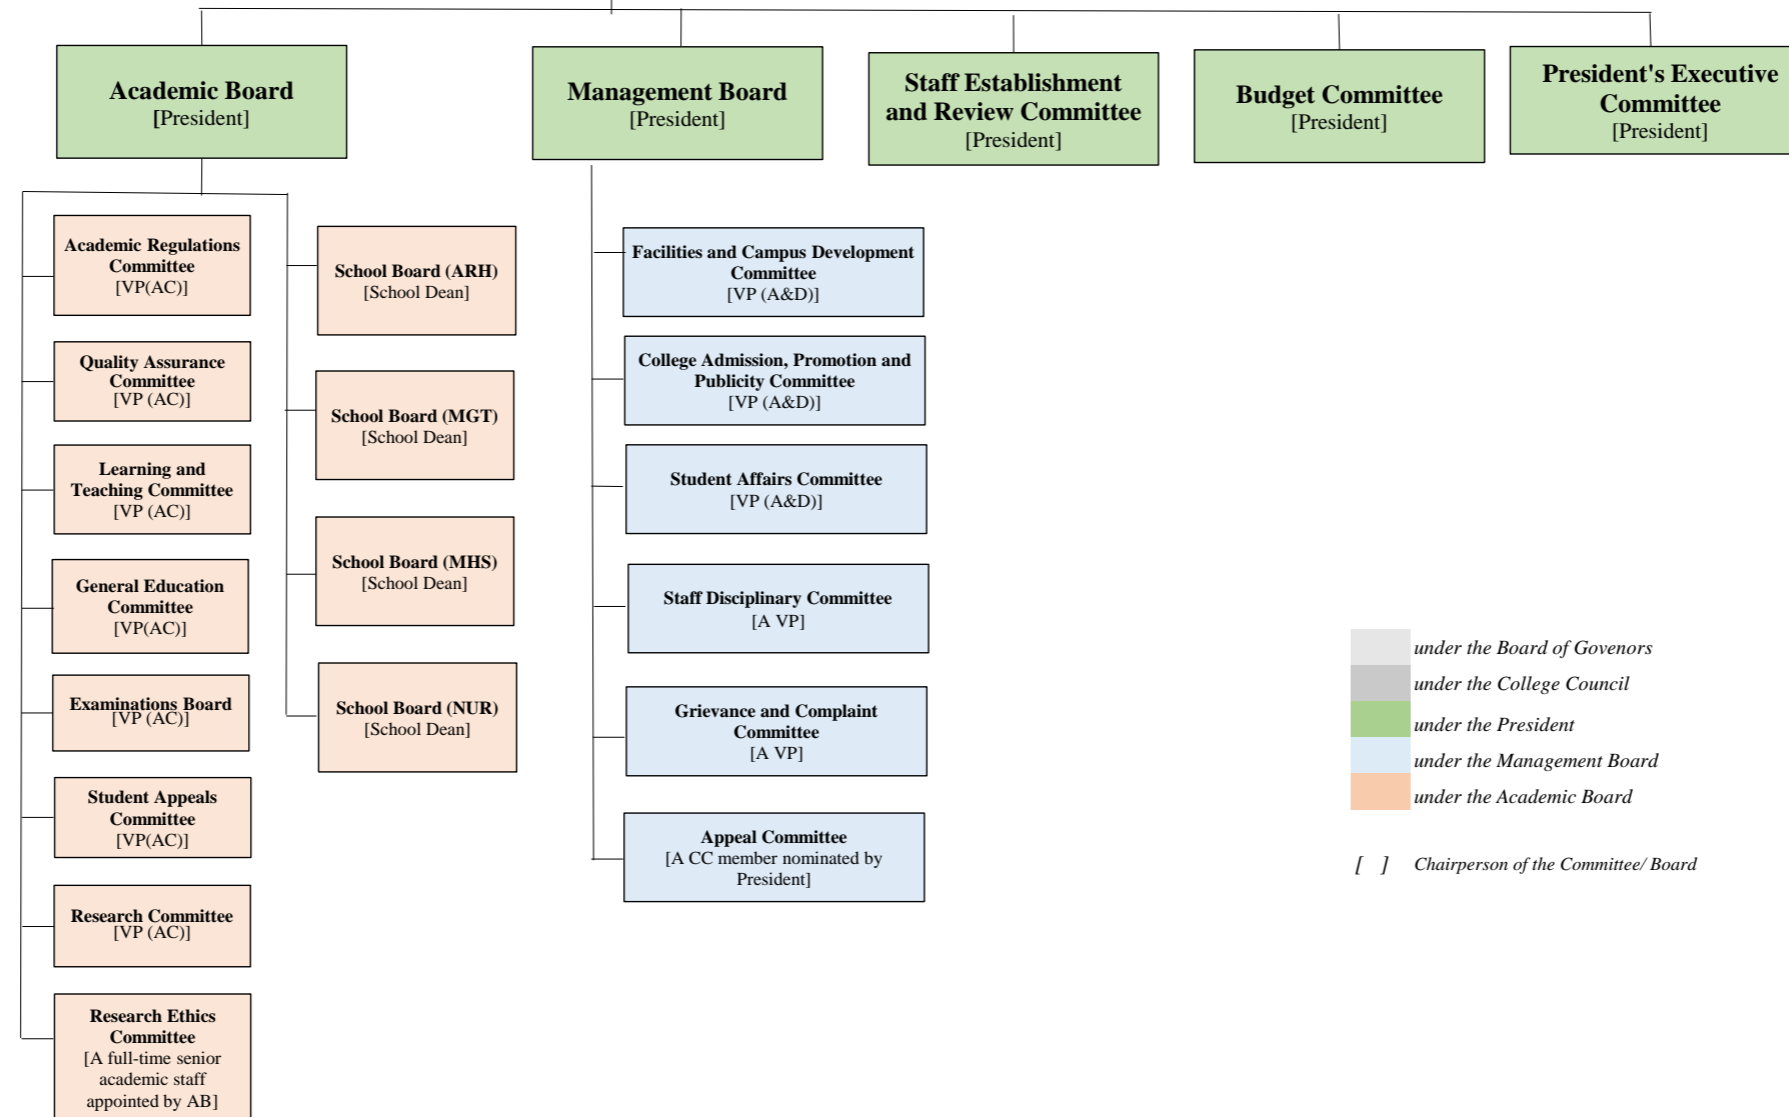 Academic Board
[President]
Management Board
[President]
Staff Establishment
and Review Committee
[President]
Budget Committee
[President]
President's Executive
Committee
[President]
Academic Regulations
Committee
[VP(AC)]
Quality Assurance
Committee
[VP (AC)]
Learning and
Teaching Committee
[VP (AC)]
General Education
Committee
[VP(AC)]
Examinations Board
[VP (AC)]
Student Appeals
Committee
[VP(AC)]
Research Committee
[VP (AC)]
Research Ethics
Committee
[A full-time senior
academic staff
appointed by AB]
School Board (ARH)
[School Dean]
School Board (MGT)
[School Dean]
School Board (MHS)
[School Dean]
School Board (NUR)
[School Dean]
Facilities and Campus Development
Committee
[VP (A&D)]
College Admission, Promotion and
Publicity Committee
[VP (A&D)]
Student Affairs Committee
[VP (A&D)]
Staff Disciplinary Committee
[A VP]
Grievance and Complaint
Committee
[A VP]
Appeal Committee
[A CC member nominated by
President]
under the Board of Govenors
under the College Council
under the President
under the Management Board
under the Academic Board
[ ] Chairperson of the Committee/ Board